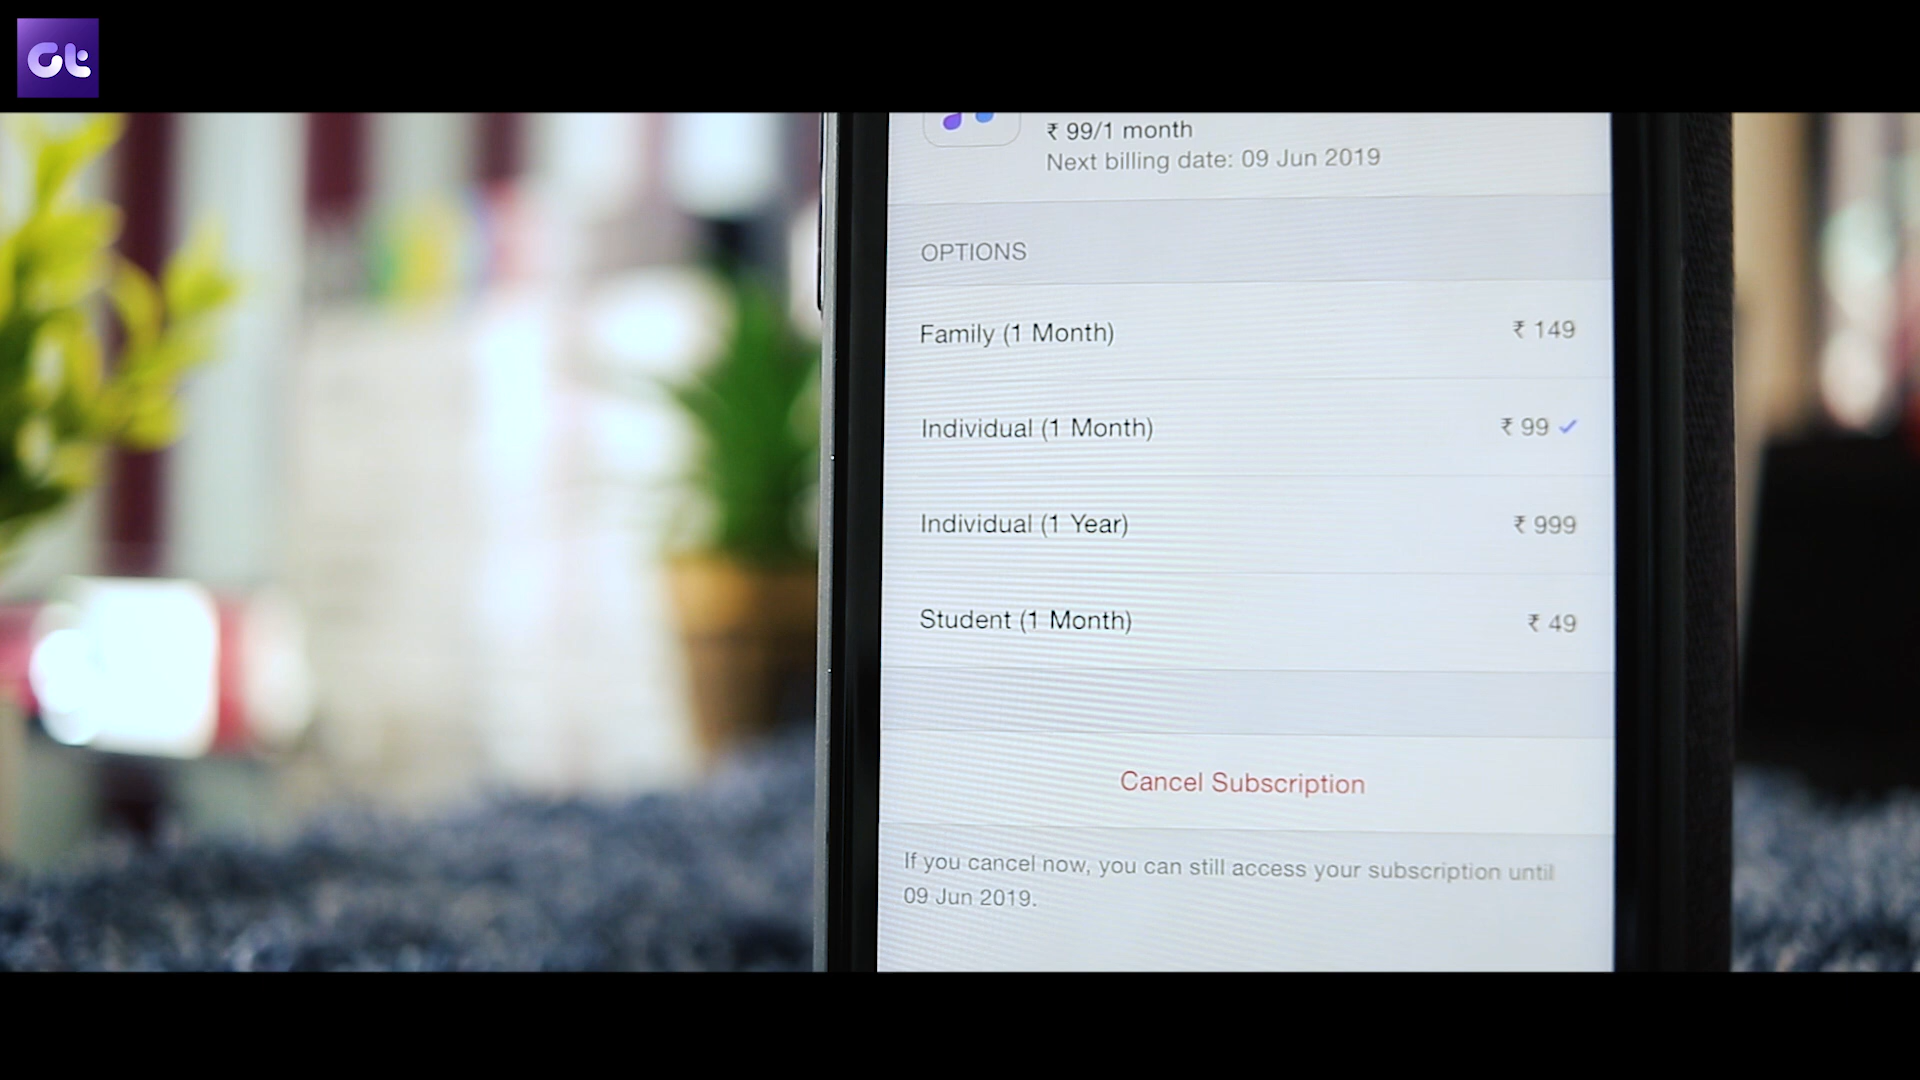 Gt
₹ 99/1 month
Next billing date: 09 Jun 2019
OPTIONS
Family (1 Month) ₹ 149
Individual (1 Month) ₹ 99 ✓
Individual (1 Year) ₹ 999
Student (1 Month) ₹ 49
Cancel Subscription
If you cancel now, you can still access your subscription until
09 Jun 2019.